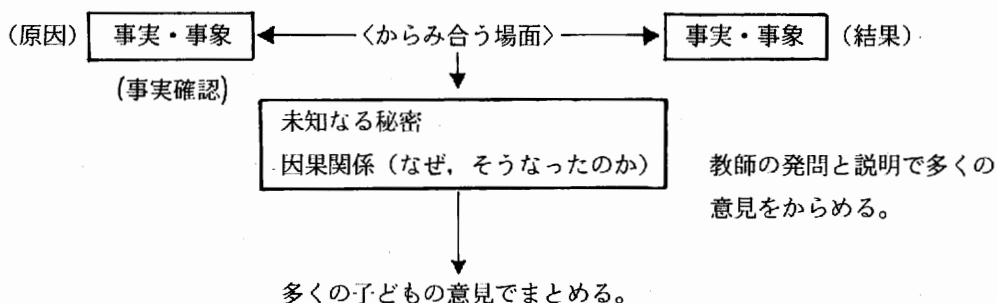 （原因） 事実・事象 〈からみ合う場面〉 事実・事象 （結果）
(事実確認)
未知なる秘密
因果関係（なぜ，そうなったのか）
教師の発問と説明で多くの
意見をからめる。
多くの子どもの意見でまとめる。